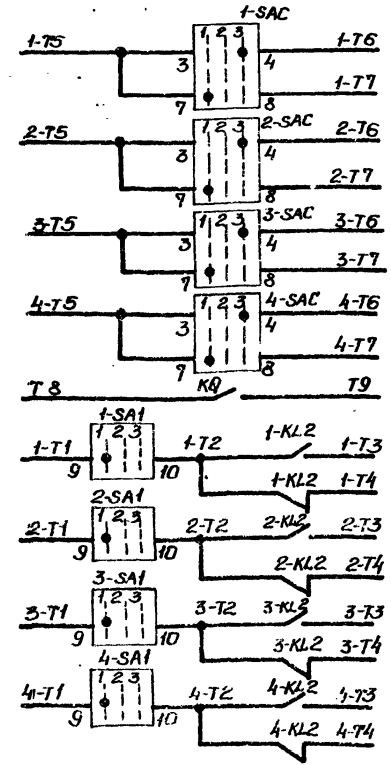 1-SAC
1-T5 1 2 3 1-T6
3 4
1-T7
7 8
2-T5 1 2 3 2-SAC 2-T6
3 4
2-T7
7 8
3-T5 1 2 3 3-SAC 3-T6
3 4
3-T7
7 8
4-T5 1 2 3 4-SAC 4-T6
3 4
4-T7
7 8
T8 KQ T9
1-SA1
1-T1 1 2 3 1-T2 1-KL2 1-T3
9 10
1-KL2 1-T4
2-SA1
2-T1 1 2 3 2-T2 2-KL2 2-T3
9 10
2-KL2 2-T4
3-SA1
3-T1 1 2 3 3-T2 3-KL2 3-T3
9 10
3-KL2 3-T4
4-SA1
4-T1 1 2 3 4-T2 4-KL2 4-T3
9 10
4-KL2 4-T4